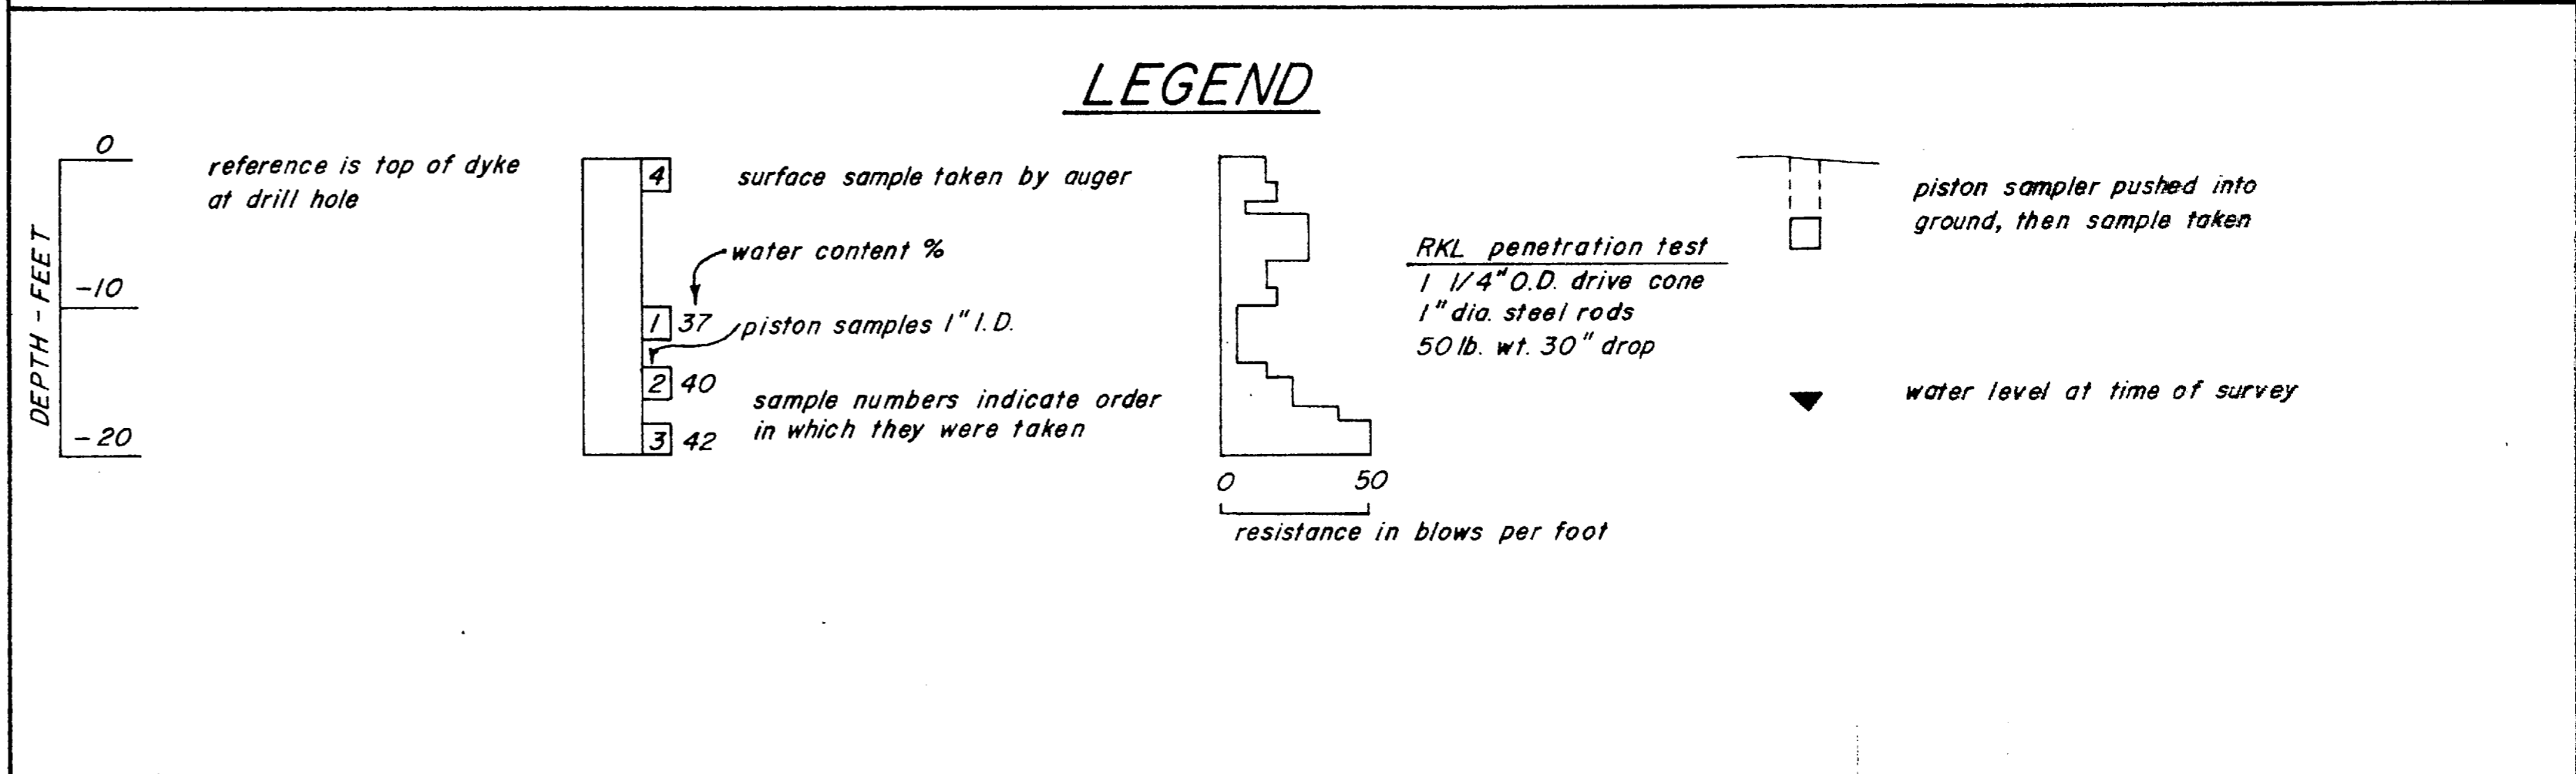 LEGEND
0
-10
-20
DEPTH - FEET
reference is top of dyke
at drill hole
4
surface sample taken by auger
water content %
1 37
piston samples 1" I.D.
2 40
sample numbers indicate order
in which they were taken
3 42
0 50
resistance in blows per foot
RKL penetration test
1 1/4" O.D. drive cone
1" dia. steel rods
50 lb. wt. 30" drop
piston sampler pushed into
ground, then sample taken
water level at time of survey